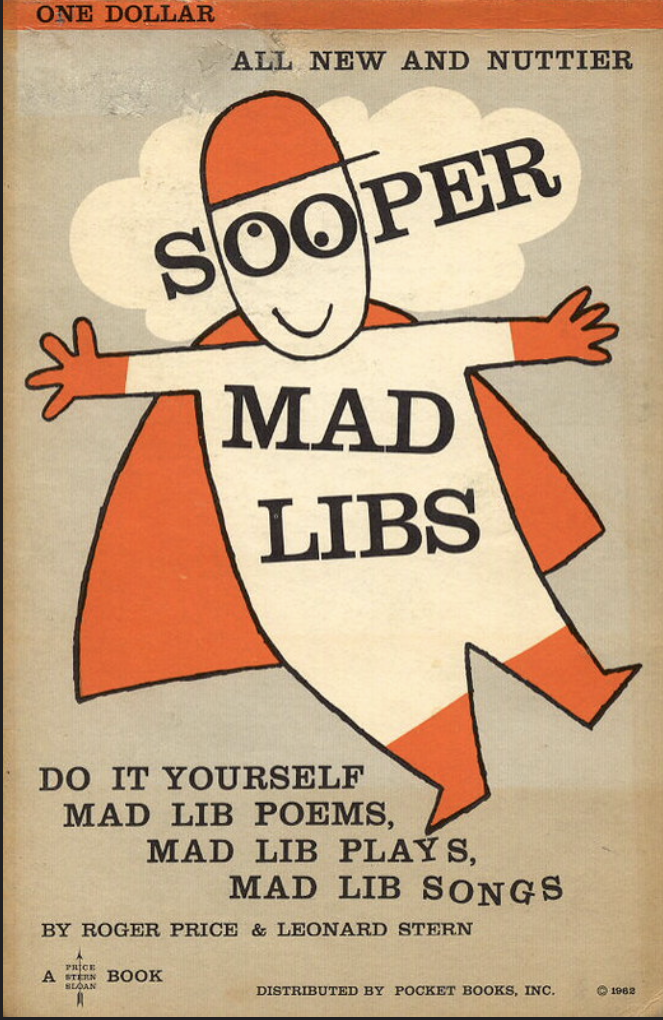 ONE DOLLAR
ALL NEW AND NUTTIER
SOOPER
MAD
LIBS
DO IT YOURSELF
MAD LIB POEMS,
MAD LIB PLAYS,
MAD LIB SONGS
BY ROGER PRICE & LEONARD STERN
A PRICE STERN SLOAN BOOK
DISTRIBUTED BY POCKET BOOKS, INC.
© 1962